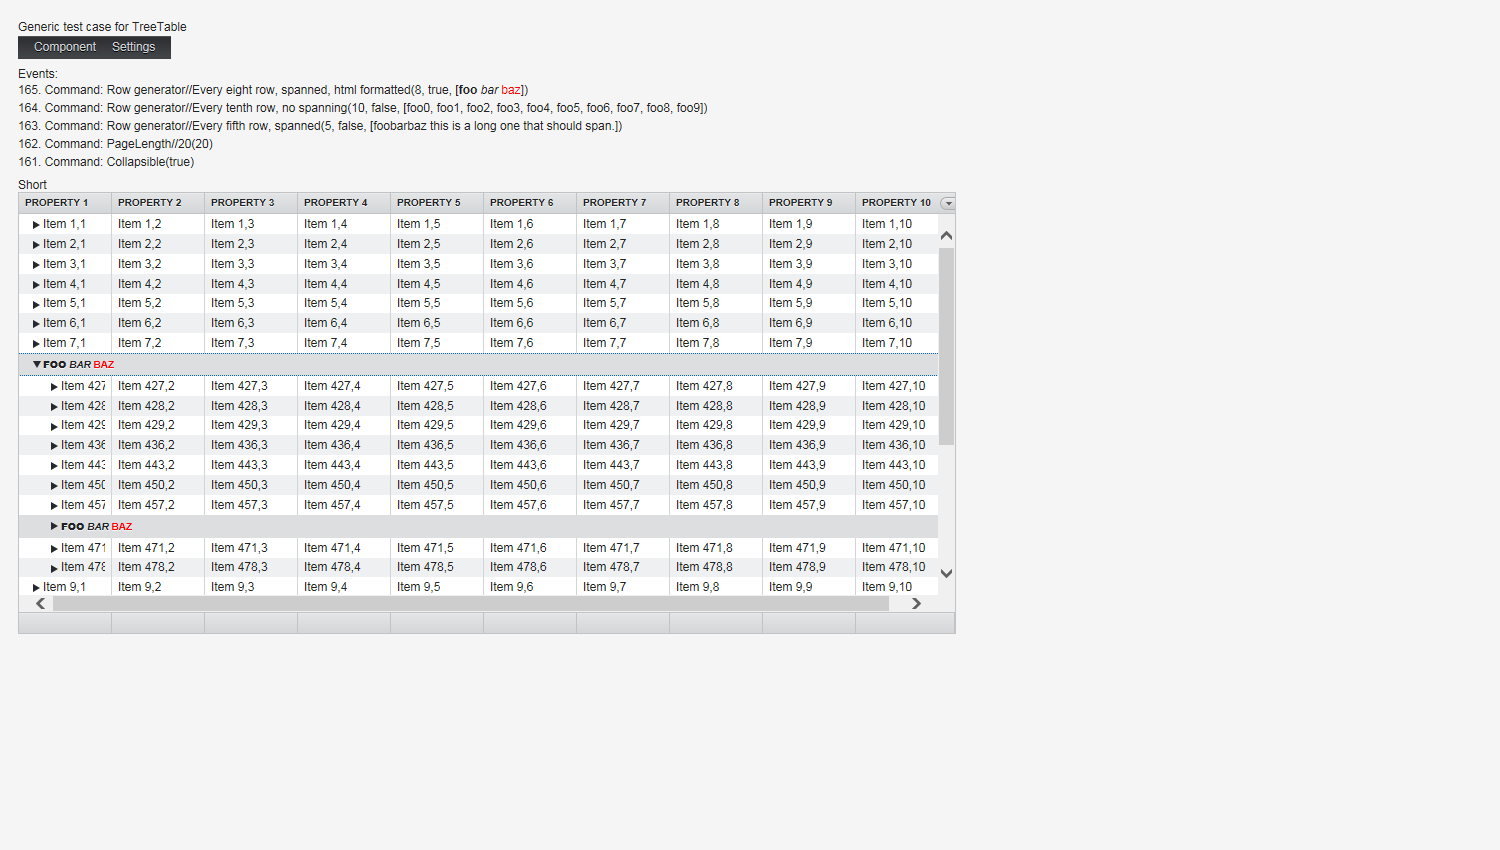 Generic test case for TreeTable
Component Settings
Events:
165. Command: Row generator//Every eight row, spanned, html formatted(8, true, [foo bar baz])
164. Command: Row generator//Every tenth row, no spanning(10, false, [foo0, foo1, foo2, foo3, foo4, foo5, foo6, foo7, foo8, foo9])
163. Command: Row generator//Every fifth row, spanned(5, false, [foobarbaz this is a long one that should span.])
162. Command: PageLength//20(20)
161. Command: Collapsible(true)
Short
PROPERTY 1 PROPERTY 2 PROPERTY 3 PROPERTY 4 PROPERTY 5 PROPERTY 6 PROPERTY 7 PROPERTY 8 PROPERTY 9 PROPERTY 10
Item 1,1 Item 1,2 Item 1,3 Item 1,4 Item 1,5 Item 1,6 Item 1,7 Item 1,8 Item 1,9 Item 1,10
Item 2,1 Item 2,2 Item 2,3 Item 2,4 Item 2,5 Item 2,6 Item 2,7 Item 2,8 Item 2,9 Item 2,10
Item 3,1 Item 3,2 Item 3,3 Item 3,4 Item 3,5 Item 3,6 Item 3,7 Item 3,8 Item 3,9 Item 3,10
Item 4,1 Item 4,2 Item 4,3 Item 4,4 Item 4,5 Item 4,6 Item 4,7 Item 4,8 Item 4,9 Item 4,10
Item 5,1 Item 5,2 Item 5,3 Item 5,4 Item 5,5 Item 5,6 Item 5,7 Item 5,8 Item 5,9 Item 5,10
Item 6,1 Item 6,2 Item 6,3 Item 6,4 Item 6,5 Item 6,6 Item 6,7 Item 6,8 Item 6,9 Item 6,10
Item 7,1 Item 7,2 Item 7,3 Item 7,4 Item 7,5 Item 7,6 Item 7,7 Item 7,8 Item 7,9 Item 7,10
FOO BAR BAZ
Item 427 Item 427,2 Item 427,3 Item 427,4 Item 427,5 Item 427,6 Item 427,7 Item 427,8 Item 427,9 Item 427,10
Item 428 Item 428,2 Item 428,3 Item 428,4 Item 428,5 Item 428,6 Item 428,7 Item 428,8 Item 428,9 Item 428,10
Item 429 Item 429,2 Item 429,3 Item 429,4 Item 429,5 Item 429,6 Item 429,7 Item 429,8 Item 429,9 Item 429,10
Item 436 Item 436,2 Item 436,3 Item 436,4 Item 436,5 Item 436,6 Item 436,7 Item 436,8 Item 436,9 Item 436,10
Item 443 Item 443,2 Item 443,3 Item 443,4 Item 443,5 Item 443,6 Item 443,7 Item 443,8 Item 443,9 Item 443,10
Item 450 Item 450,2 Item 450,3 Item 450,4 Item 450,5 Item 450,6 Item 450,7 Item 450,8 Item 450,9 Item 450,10
Item 457 Item 457,2 Item 457,3 Item 457,4 Item 457,5 Item 457,6 Item 457,7 Item 457,8 Item 457,9 Item 457,10
FOO BAR BAZ
Item 471 Item 471,2 Item 471,3 Item 471,4 Item 471,5 Item 471,6 Item 471,7 Item 471,8 Item 471,9 Item 471,10
Item 478 Item 478,2 Item 478,3 Item 478,4 Item 478,5 Item 478,6 Item 478,7 Item 478,8 Item 478,9 Item 478,10
Item 9,1 Item 9,2 Item 9,3 Item 9,4 Item 9,5 Item 9,6 Item 9,7 Item 9,8 Item 9,9 Item 9,10